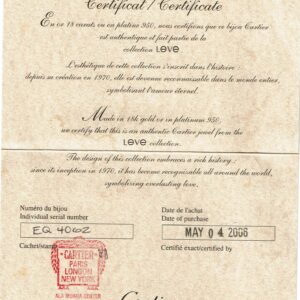 Certificat / Certificate
En or 18 carats ou en platine 950, nous certifions que ce bijou Cartier
est authentique et fait partie de la
collection LOVE
L'esthétique de cette collection s'inscrit dans l'histoire :
depuis sa création en 1970, elle est devenue reconnaissable dans le monde entier,
symbolisant l'amour éternel.
Made in 18k gold or in platinum 950,
we certify that this is an authentic Cartier jewel from the
LOVE collection.
The design of this collection embraces a rich history :
since its inception in 1970, it has become recognisable all around the world,
symbolising everlasting love.
Numéro du bijou
Individual serial number
EQ 4062
Cachet/stamp
Date de l'achat
Date of purchase
MAY 04 2006
Certifié exact/certified by
CARTIER
PARIS
LONDON
NEW YORK
ALA MOANA CENTER
Cartier